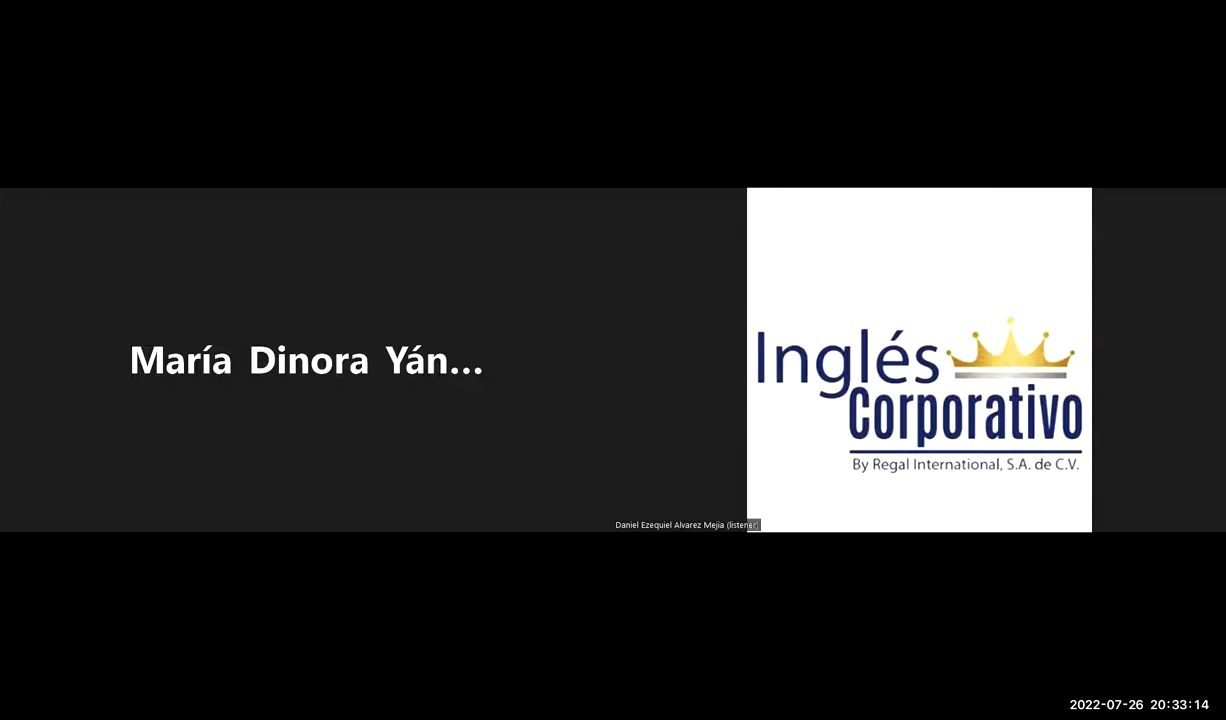 María Dinora Yán...
Inglés
Corporativo
By Regal International, S.A. de C.V.
Daniel Ezequiel Alvarez Mejia (listener)
2022-07-26 20:33:14